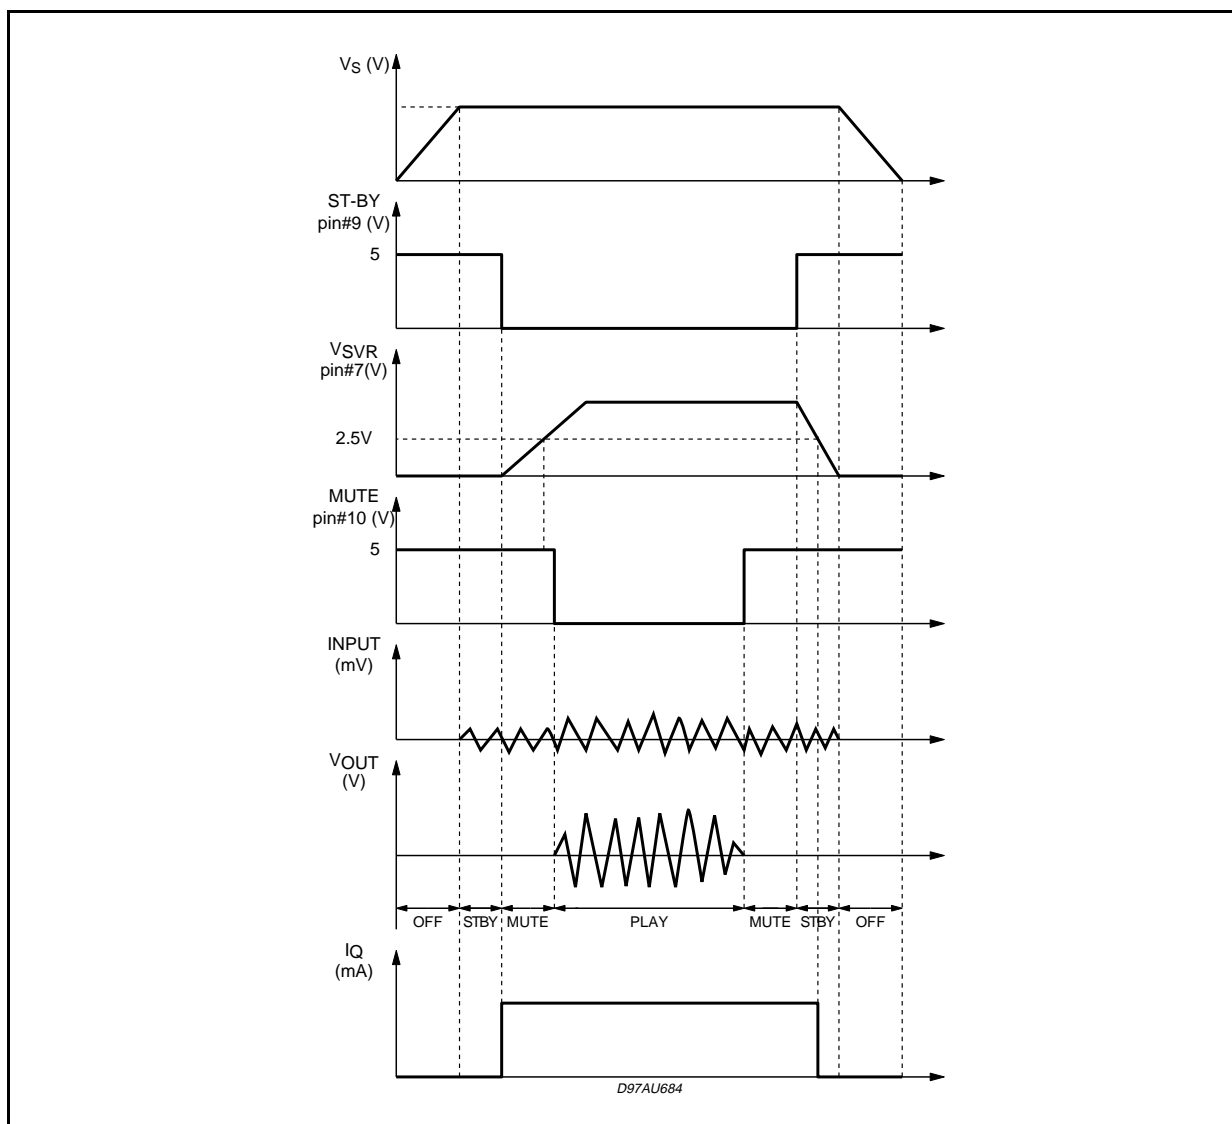 VS (V)
ST-BY
pin#9 (V)
5
VSVR
pin#7(V)
2.5V
MUTE
pin#10 (V)
5
INPUT
(mV)
VOUT
(V)
OFF STBY MUTE PLAY MUTE STBY OFF
IQ
(mA)
D97AU684